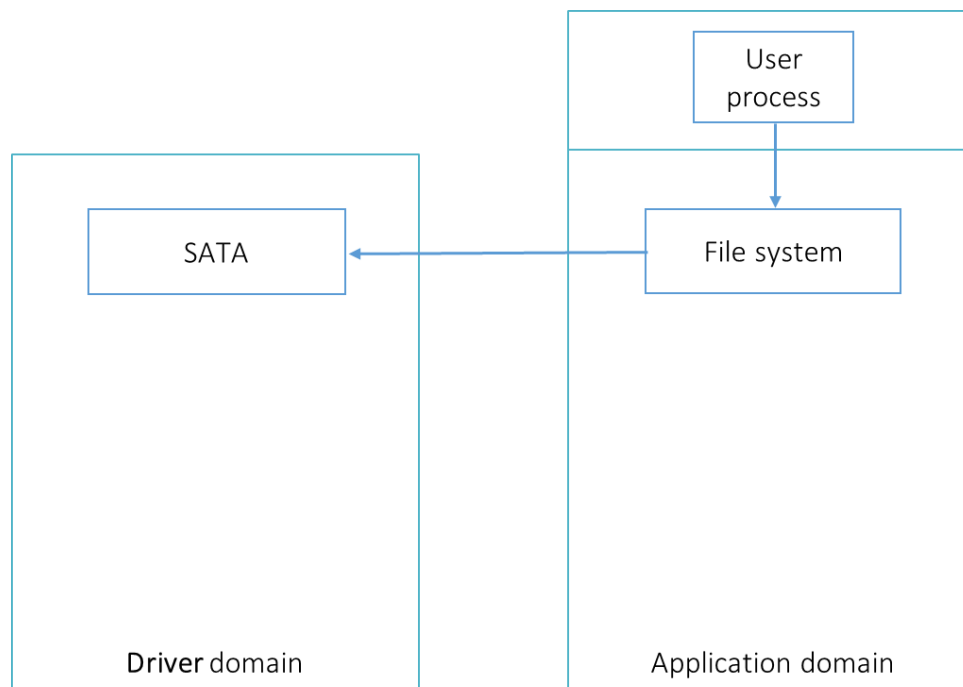 User
process
SATA
File system
Driver domain
Application domain